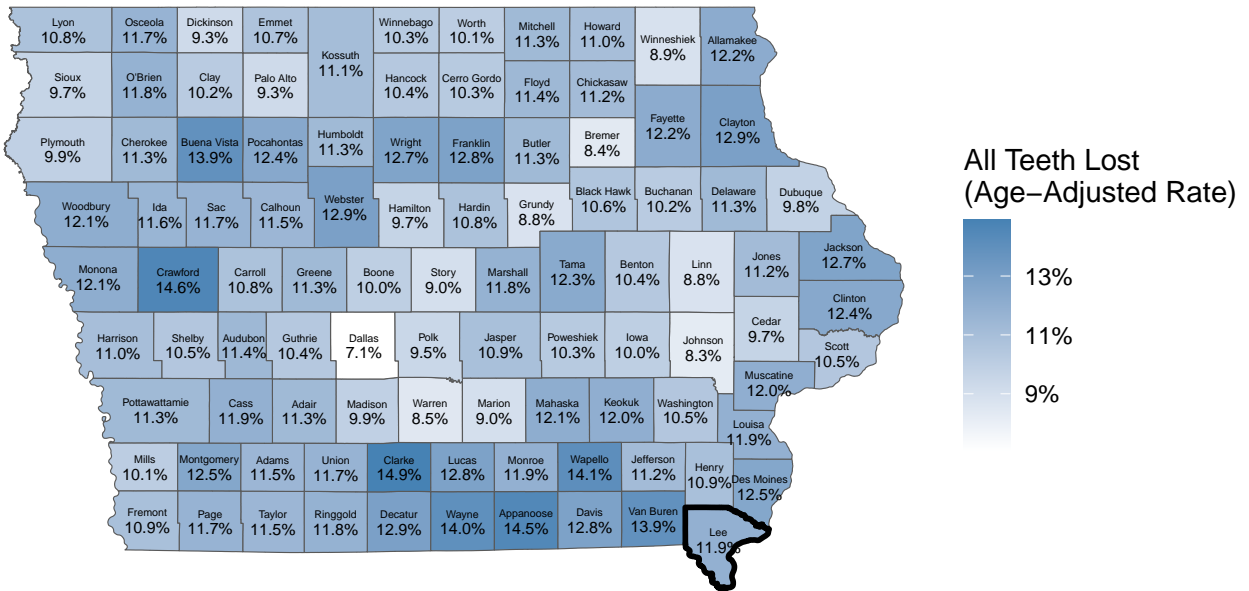 Lyon
10.8%
Osceola
11.7%
Dickinson
9.3%
Emmet
10.7%
Kossuth
11.1%
Winnebago
10.3%
Worth
10.1%
Mitchell
11.3%
Howard
11.0%
Winneshiek
8.9%
Allamakee
12.2%
Sioux
9.7%
O'Brien
11.8%
Clay
10.2%
Palo Alto
9.3%
Hancock
10.4%
Cerro Gordo
10.3%
Floyd
11.4%
Chickasaw
11.2%
Fayette
12.2%
Clayton
12.9%
Plymouth
9.9%
Cherokee
11.3%
Buena Vista
13.9%
Pocahontas
12.4%
Humboldt
11.3%
Wright
12.7%
Franklin
12.8%
Butler
11.3%
Bremer
8.4%
Woodbury
12.1%
Ida
11.6%
Sac
11.7%
Calhoun
11.5%
Webster
12.9%
Hamilton
9.7%
Hardin
10.8%
Grundy
8.8%
Black Hawk
10.6%
Buchanan
10.2%
Delaware
11.3%
Dubuque
9.8%
Monona
12.1%
Crawford
14.6%
Carroll
10.8%
Greene
11.3%
Boone
10.0%
Story
9.0%
Marshall
11.8%
Tama
12.3%
Benton
10.4%
Linn
8.8%
Jones
11.2%
Jackson
12.7%
Clinton
12.4%
Harrison
11.0%
Shelby
10.5%
Audubon
11.4%
Guthrie
10.4%
Dallas
7.1%
Polk
9.5%
Jasper
10.9%
Poweshiek
10.3%
Iowa
10.0%
Johnson
8.3%
Cedar
9.7%
Scott
10.5%
Muscatine
12.0%
Pottawattamie
11.3%
Cass
11.9%
Adair
11.3%
Madison
9.9%
Warren
8.5%
Marion
9.0%
Mahaska
12.1%
Keokuk
12.0%
Washington
10.5%
Louisa
11.9%
Mills
10.1%
Montgomery
12.5%
Adams
11.5%
Union
11.7%
Clarke
14.9%
Lucas
12.8%
Monroe
11.9%
Wapello
14.1%
Jefferson
11.2%
Henry
10.9%
Des Moines
12.5%
Fremont
10.9%
Page
11.7%
Taylor
11.5%
Ringgold
11.8%
Decatur
12.9%
Wayne
14.0%
Appanoose
14.5%
Davis
12.8%
Van Buren
13.9%
Lee
11.9%
All Teeth Lost
(Age−Adjusted Rate)
13%
11%
9%